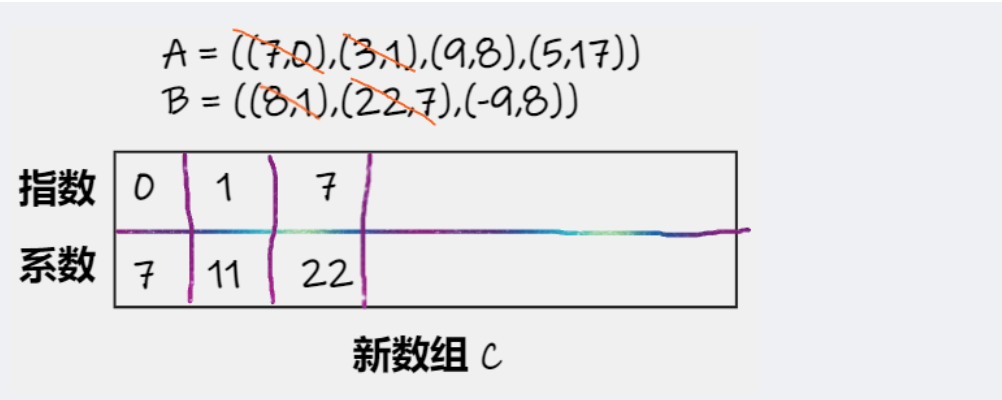 A = ((7,0),(3,1),(9,8),(5,17))
B = ((8,1),(22,7),(-9,8))
指数 0 1 7
系数 7 11 22
新数组 C